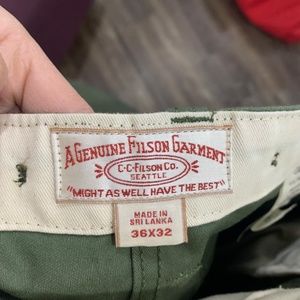 A GENUINE FILSON GARMENT
C·C·FILSON CO.
SEATTLE
"MIGHT AS WELL HAVE THE BEST"
MADE IN
SRI LANKA
36X32